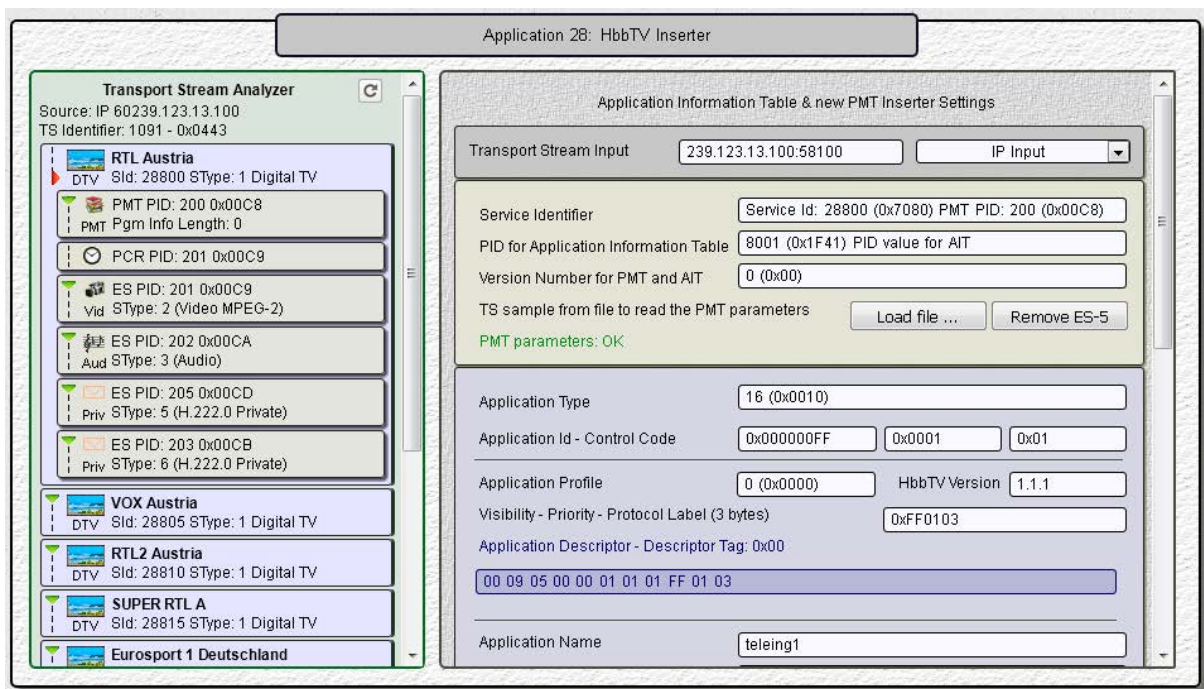 Application 28: HbbTV Inserter
Transport Stream Analyzer
Source: IP 60239.123.13.100
TS Identifier: 1091 - 0x0443
RTL Austria
DTV SId: 28800 SType: 1 Digital TV
PMT PID: 200 0x00C8
PMT Pgm Info Length: 0
PCR PID: 201 0x00C9
ES PID: 201 0x00C9
Vid SType: 2 (Video MPEG-2)
ES PID: 202 0x00CA
Aud SType: 3 (Audio)
ES PID: 205 0x00CD
Priv SType: 5 (H.222.0 Private)
ES PID: 203 0x00CB
Priv SType: 6 (H.222.0 Private)
VOX Austria
DTV SId: 28805 SType: 1 Digital TV
RTL2 Austria
DTV SId: 28810 SType: 1 Digital TV
SUPER RTL A
DTV SId: 28815 SType: 1 Digital TV
Eurosport 1 Deutschland
Application Information Table & new PMT Inserter Settings
Transport Stream Input 239.123.13.100:58100 IP Input
Service Identifier Service Id: 28800 (0x7080) PMT PID: 200 (0x00C8)
PID for Application Information Table 8001 (0x1F41) PID value for AIT
Version Number for PMT and AIT 0 (0x00)
TS sample from file to read the PMT parameters Load file ... Remove ES-5
PMT parameters: OK
Application Type 16 (0x0010)
Application Id - Control Code 0x000000FF 0x0001 0x01
Application Profile 0 (0x0000) HbbTV Version 1.1.1
Visibility - Priority - Protocol Label (3 bytes) 0xFF0103
Application Descriptor - Descriptor Tag: 0x00
00 09 05 00 00 01 01 01 FF 01 03
Application Name teleing1